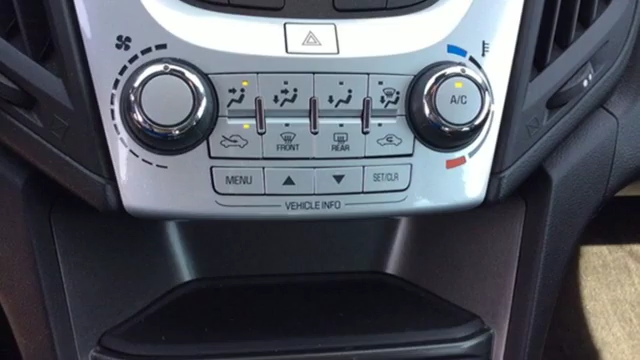 A/C
FRONT REAR
MENU SET/CLR
VEHICLE INFO